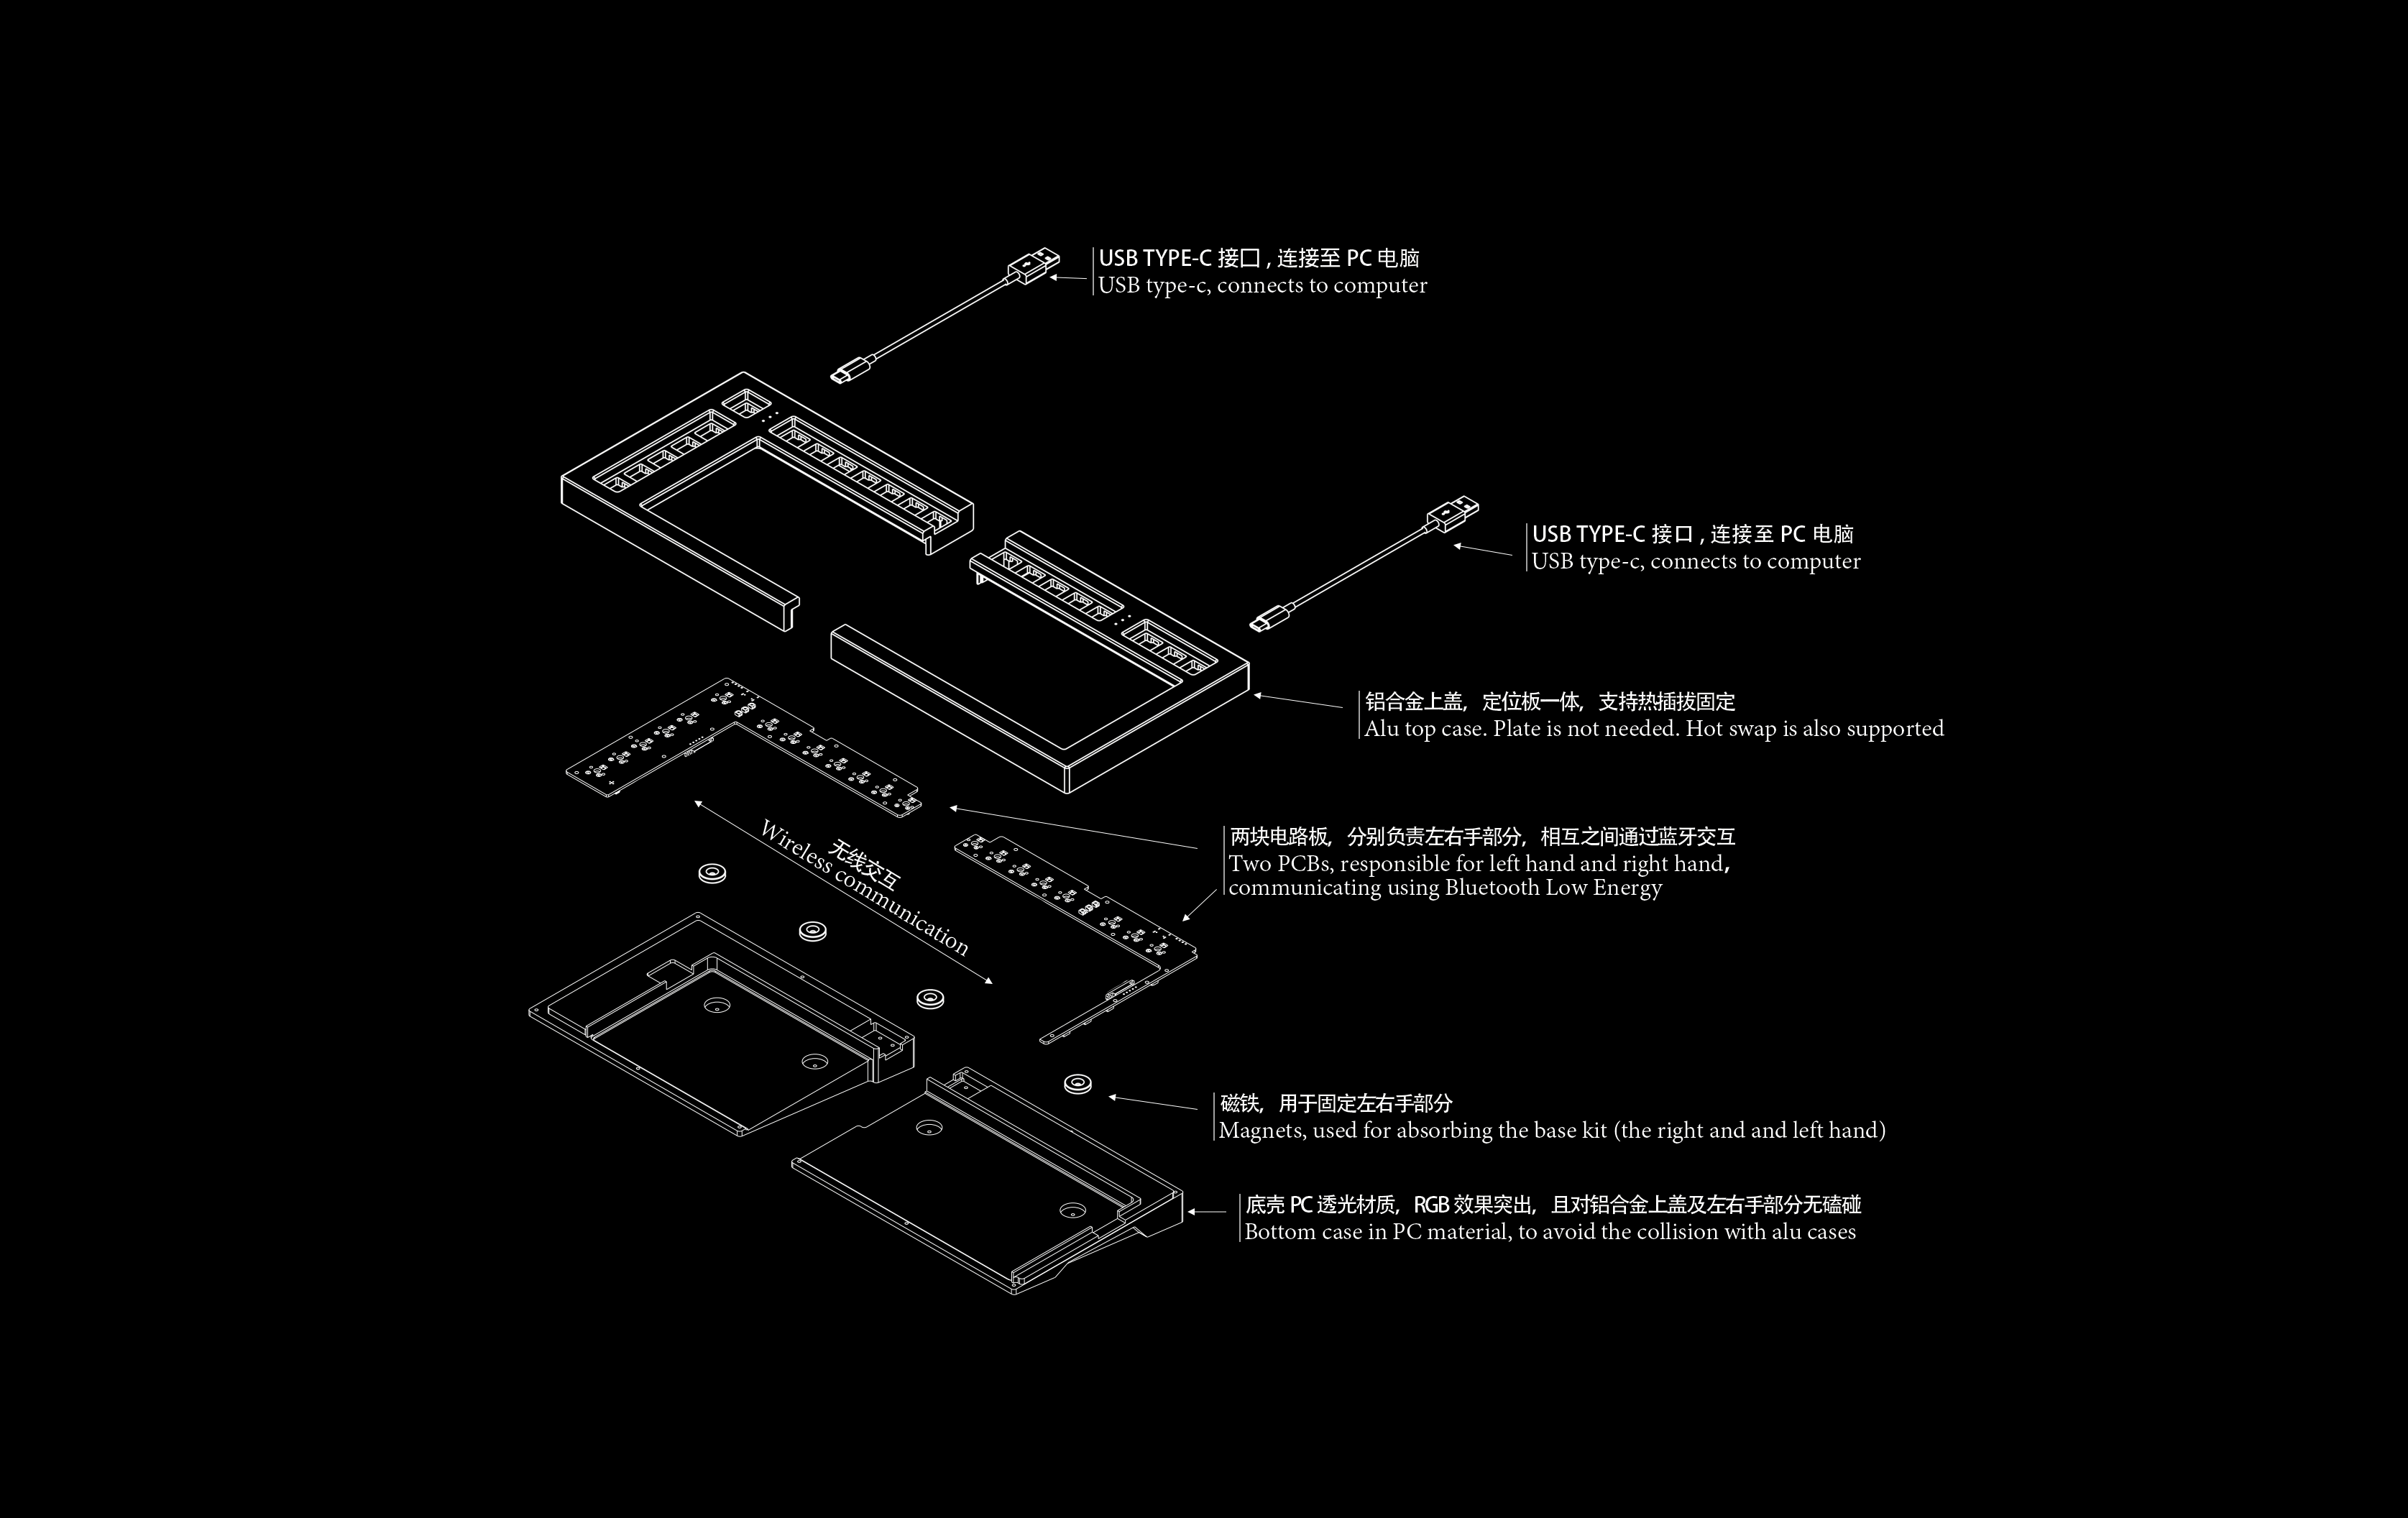 USB TYPE-C 接口 , 连接至 PC 电脑
USB type-c, connects to computer
USB TYPE-C 接口 , 连接至 PC 电脑
USB type-c, connects to computer
铝合金上盖，定位板一体，支持热插拔固定
Alu top case. Plate is not needed. Hot swap is also supported
两块电路板，分别负责左右手部分，相互之间通过蓝牙交互
Two PCBs, responsible for left hand and right hand,
communicating using Bluetooth Low Energy
无线交互
Wireless communication
磁铁，用于固定左右手部分
Magnets, used for absorbing the base kit (the right and and left hand)
底壳 PC 透光材质，RGB 效果突出，且对铝合金上盖及左右手部分无磕碰
Bottom case in PC material, to avoid the collision with alu cases